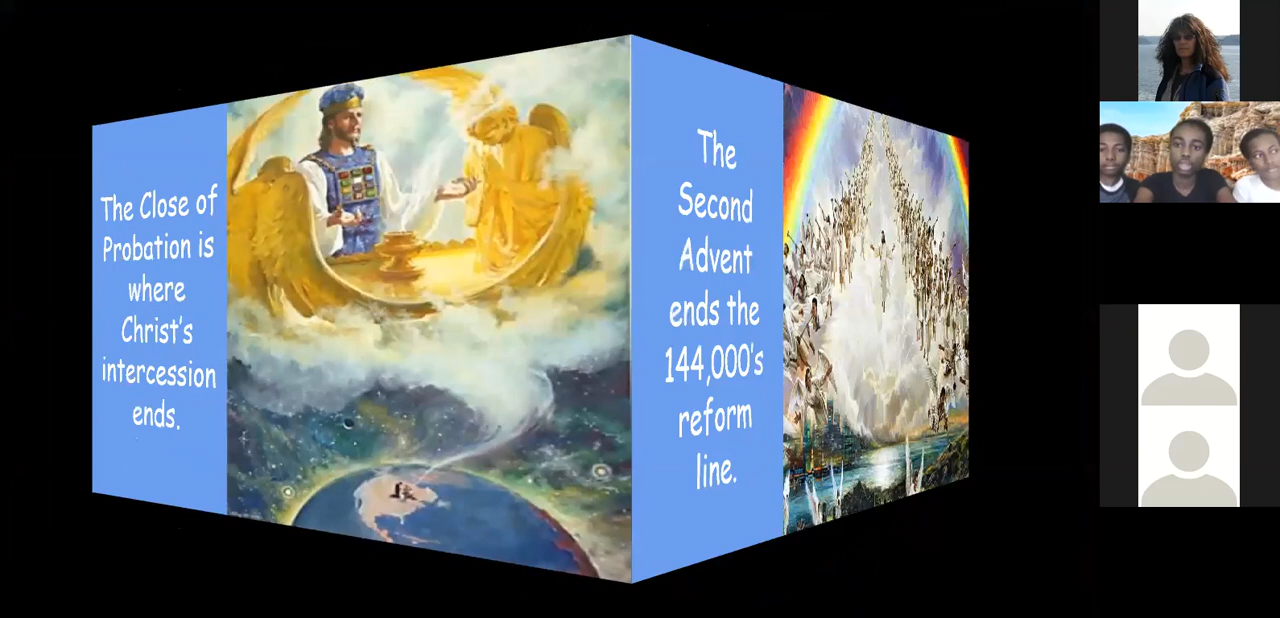 The Close of
Probation is
where
Christ's
intercession
ends.
The
Second
Advent
ends the
144,000's
reform
line.